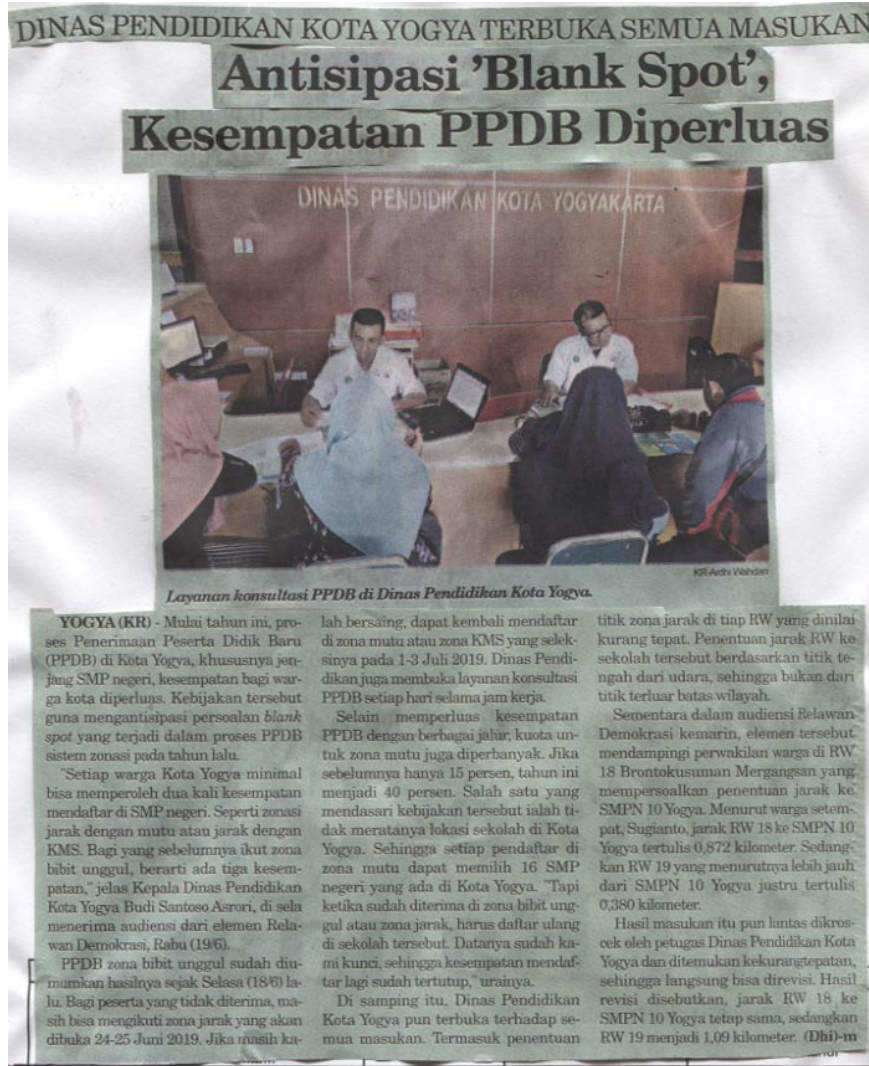 DINAS PENDIDIKAN KOTA YOGYA TERBUKA SEMUA MASUKAN
Antisipasi 'Blank Spot',
Kesempatan PPDB Diperluas
DINAS PENDIDIKAN KOTA YOGYAKARTA
KR-Ardhi Wahdan
Layanan konsultasi PPDB di Dinas Pendidikan Kota Yogya.
YOGYA (KR) - Mulai tahun ini, pro-
ses Penerimaan Peserta Didik Baru
(PPDB) di Kota Yogya, khususnya jen-
jang SMP negeri, kesempatan bagi war-
ga kota diperluas. Kebijakan tersebut
guna mengantisipasi persoalan blank
spot yang terjadi dalam proses PPDB
sistem zonasi pada tahun lalu.
"Setiap warga Kota Yogya minimal
bisa memperoleh dua kali kesempatan
mendaftar di SMP negeri. Seperti zonasi
jarak dengan mutu atau jarak dengan
KMS. Bagi yang sebelumnya ikut zona
bibit unggul, berarti ada tiga kesem-
patan," jelas Kepala Dinas Pendidikan
Kota Yogya Budi Santoso Asrori, di sela
menerima audiensi dari elemen Rela-
wan Demokrasi, Rabu (19/6).
PPDB zona bibit unggul sudah diu-
mumkan hasilnya sejak Selasa (18/6) la-
lu. Bagi peserta yang tidak diterima, ma-
sih bisa mengikuti zona jarak yang akan
dibuka 24-25 Juni 2019. Jika masih ka-
lah bersaing, dapat kembali mendaftar
di zona mutu atau zona KMS yang selek-
sinya pada 1-3 Juli 2019. Dinas Pendi-
dikan juga membuka layanan konsultasi
PPDB setiap hari selama jam kerja.
Selain memperluas kesempatan
PPDB dengan berbagai jalur, kuota un-
tuk zona mutu juga diperbanyak. Jika
sebelumnya hanya 15 persen, tahun ini
menjadi 40 persen. Salah satu yang
mendasari kebijakan tersebut ialah ti-
dak meratanya lokasi sekolah di Kota
Yogya. Sehingga setiap pendaftar di
zona mutu dapat memilih 16 SMP
negeri yang ada di Kota Yogya. "Tapi
ketika sudah diterima di zona bibit ung-
gul atau zona jarak, harus daftar ulang
di sekolah tersebut. Datanya sudah ka-
mi kunci, sehingga kesempatan mendaf-
tar lagi sudah tertutup," urainya.
Di samping itu, Dinas Pendidikan
Kota Yogya pun terbuka terhadap se-
mua masukan. Termasuk penentuan
titik zona jarak di tiap RW yang dinilai
kurang tepat. Penentuan jarak RW ke
sekolah tersebut berdasarkan titik te-
ngah dari udara, sehingga bukan dari
titik terluar batas wilayah.
Sementara dalam audiensi Relawan
Demokrasi kemarin, elemen tersebut
mendampingi perwakilan warga di RW
18 Brontokusuman Mergangsan yang
mempersoalkan penentuan jarak ke
SMPN 10 Yogya. Menurut warga setem-
pat, Sugianto, jarak RW 18 ke SMPN 10
Yogya tertulis 0,872 kilometer. Sedang-
kan RW 19 yang menurutnya lebih jauh
dari SMPN 10 Yogya justru tertulis
0,380 kilometer.
Hasil masukan itu pun lantas dikros-
cek oleh petugas Dinas Pendidikan Kota
Yogya dan ditemukan kekurangtepatan,
sehingga langsung bisa direvisi. Hasil
revisi disebutkan, jarak RW 18 ke
SMPN 10 Yogya tetap sama, sedangkan
RW 19 menjadi 1,09 kilometer. (Dhi)-m